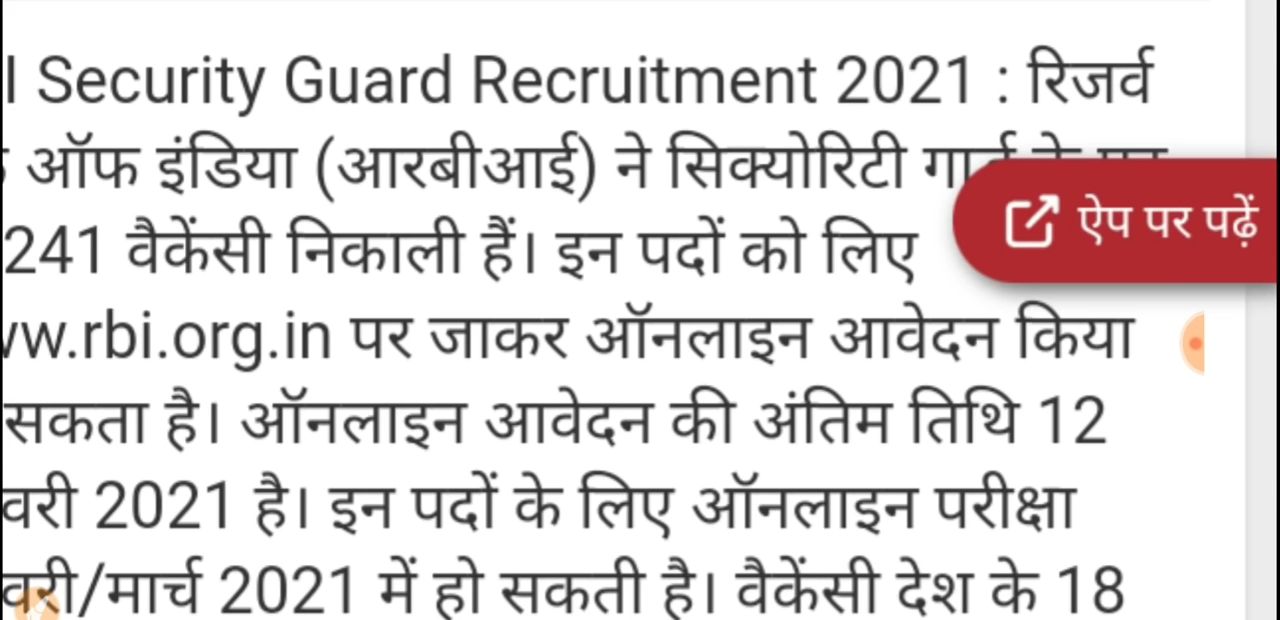 Security Guard Recruitment 2021 : रिजर्व
ऑफ इंडिया (आरबीआई) ने सिक्योरिटी
241 वैकेंसी निकाली हैं। इन पदों को लिए
ऐप पर पढ़ें
w.rbi.org.in पर जाकर ऑनलाइन आवेदन किया
सकता है। ऑनलाइन आवेदन की अंतिम तिथि 12
वरी 2021 है। इन पदों के लिए ऑनलाइन परीक्षा
वरी/मार्च 2021 में हो सकती है। वैकेंसी देश के 18